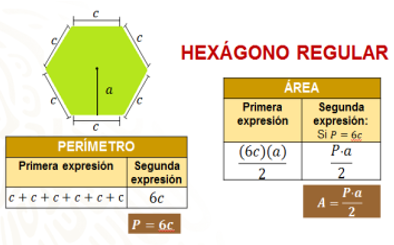 c
c
c
a
c
c
c
HEXÁGONO REGULAR
PERÍMETRO
Primera expresión
Segunda
expresión
c + c + c + c + c + c
6c
P = 6c
ÁREA
Primera
expresión
Segunda
expresión:
Si P = 6c
(6c)(a)
2
P·a
2
A = P·a
2